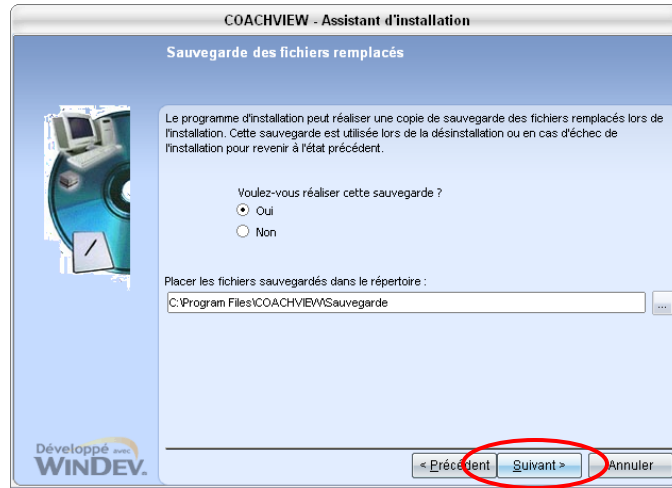 COACHVIEW - Assistant d'installation
Sauvegarde des fichiers remplacés
Le programme d'installation peut réaliser une copie de sauvegarde des fichiers remplacés lors de
l'installation. Cette sauvegarde est utilisée lors de la désinstallation ou en cas d'échec de
l'installation pour revenir à l'état précédent.
Voulez-vous réaliser cette sauvegarde ?
Oui
Non
Placer les fichiers sauvegardés dans le répertoire :
C:\Program Files\COACHVIEW\Sauvegarde
...
Développé avec
WINDEV.
< Précédent Suivant > Annuler